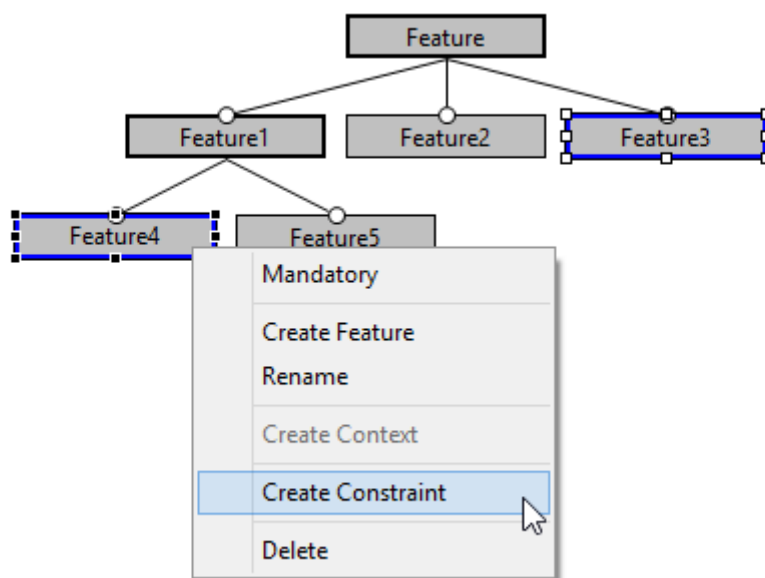 Feature
Feature1
Feature2
Feature3
Feature4
Feature5
Mandatory
Create Feature
Rename
Create Context
Create Constraint
Delete